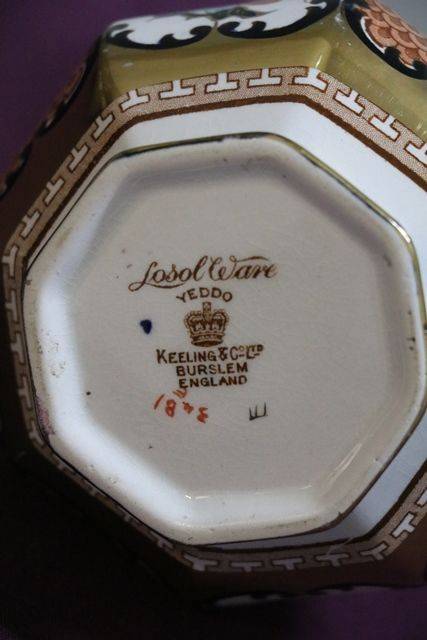 Losol Ware
YEDDO
KEELING & CO LTD
BURSLEM
ENGLAND
E